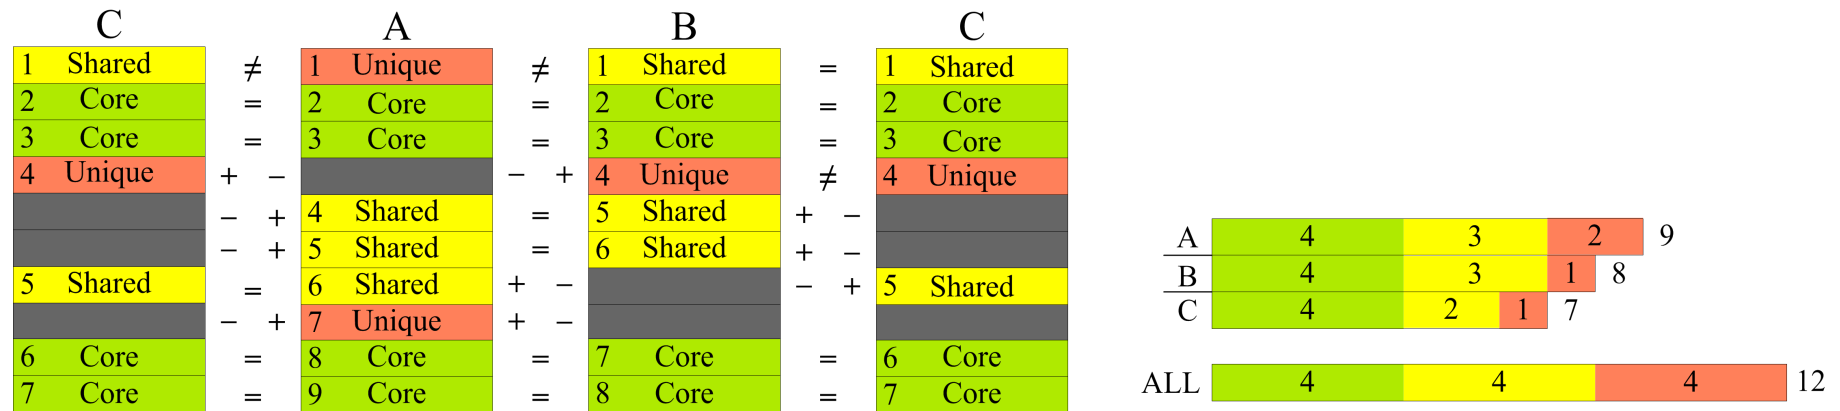 C A B C
1 Shared ≠ 1 Unique ≠ 1 Shared = 1 Shared
2 Core = 2 Core = 2 Core = 2 Core
3 Core = 3 Core = 3 Core = 3 Core
4 Unique + − − + 4 Unique ≠ 4 Unique
− + 4 Shared = 5 Shared + −
− + 5 Shared = 6 Shared + −
5 Shared = 6 Shared + − − + 5 Shared
− + 7 Unique + −
6 Core = 8 Core = 7 Core = 6 Core
7 Core = 9 Core = 8 Core = 7 Core
A 4 3 2 9
B 4 3 1 8
C 4 2 1 7
ALL 4 4 4 12